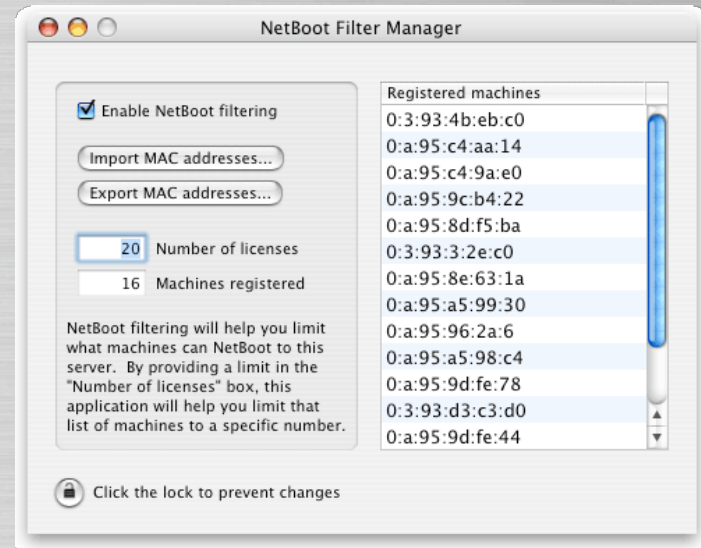 NetBoot Filter Manager
Enable NetBoot filtering
Import MAC addresses...
Export MAC addresses...
20 Number of licenses
16 Machines registered
NetBoot filtering will help you limit
what machines can NetBoot to this
server. By providing a limit in the
"Number of licenses" box, this
application will help you limit that
list of machines to a specific number.
Registered machines
0:3:93:4b:eb:c0
0:a:95:c4:aa:14
0:a:95:c4:9a:e0
0:a:95:9c:b4:22
0:a:95:8d:f5:ba
0:3:93:3:2e:c0
0:a:95:8e:63:1a
0:a:95:a5:99:30
0:a:95:96:2a:6
0:a:95:a5:98:c4
0:a:95:9d:fe:78
0:3:93:d3:c3:d0
0:a:95:9d:fe:44
Click the lock to prevent changes